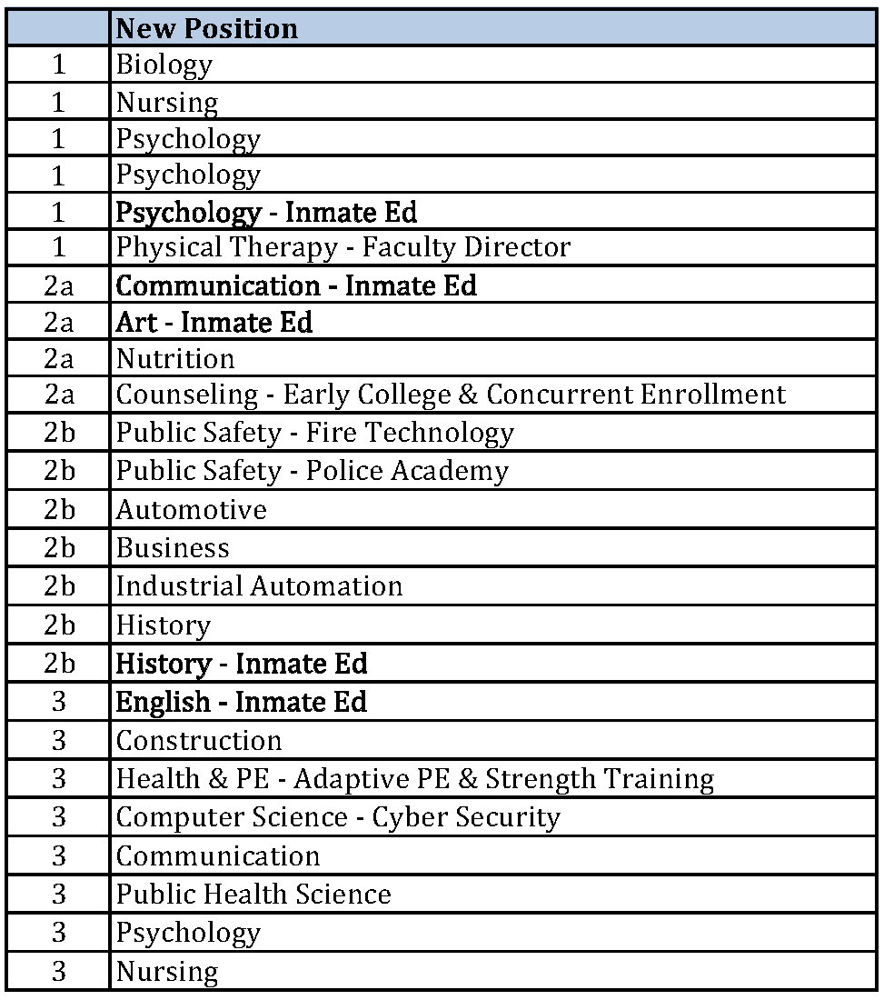 New Position
1 Biology
1 Nursing
1 Psychology
1 Psychology
1 Psychology - Inmate Ed
1 Physical Therapy - Faculty Director
2a Communication - Inmate Ed
2a Art - Inmate Ed
2a Nutrition
2a Counseling - Early College & Concurrent Enrollment
2b Public Safety - Fire Technology
2b Public Safety - Police Academy
2b Automotive
2b Business
2b Industrial Automation
2b History
2b History - Inmate Ed
3 English - Inmate Ed
3 Construction
3 Health & PE - Adaptive PE & Strength Training
3 Computer Science - Cyber Security
3 Communication
3 Public Health Science
3 Psychology
3 Nursing